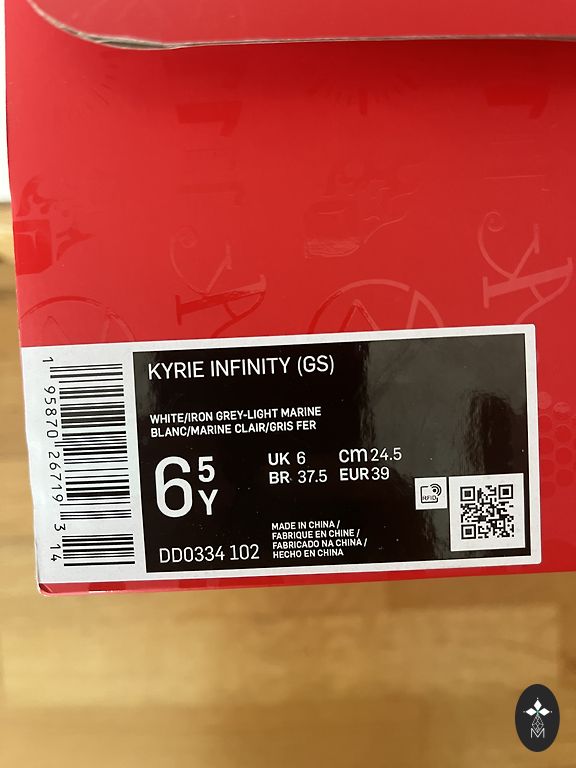 KYRIE INFINITY (GS)
WHITE/IRON GREY-LIGHT MARINE
BLANC/MARINE CLAIR/GRIS FER
6 5 Y
UK 6 cm 24.5
BR 37.5 EUR 39
MADE IN CHINA /
FABRIQUE EN CHINE /
FABRICADO NA CHINA /
HECHO EN CHINA
DD0334 102
RFID
1 95870 26719 3 14
M